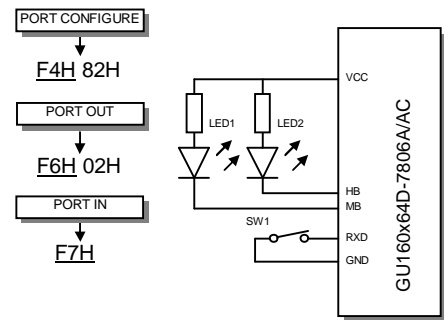 PORT CONFIGURE
F4H 82H
PORT OUT
F6H 02H
PORT IN
F7H
VCC
LED1
LED2
HB
MB
SW1
RXD
GND
GU160x64D-7806A/AC